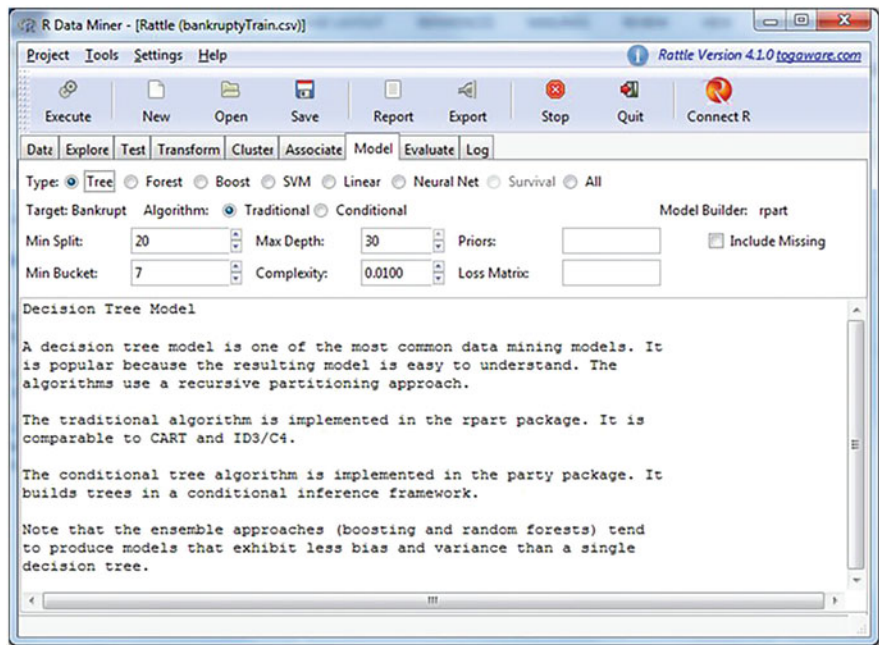 R Data Miner - [Rattle (bankruptyTrain.csv)]
Project Tools Settings Help Rattle Version 4.1.0 togaware.com
Execute New Open Save Report Export Stop Quit Connect R
Data Explore Test Transform Cluster Associate Model Evaluate Log
Type: Tree Forest Boost SVM Linear Neural Net Survival All
Target: Bankrupt Algorithm: Traditional Conditional Model Builder: rpart
Min Split: 20 Max Depth: 30 Priors: Include Missing
Min Bucket: 7 Complexity: 0.0100 Loss Matrix:
Decision Tree Model
A decision tree model is one of the most common data mining models. It
is popular because the resulting model is easy to understand. The
algorithms use a recursive partitioning approach.
The traditional algorithm is implemented in the rpart package. It is
comparable to CART and ID3/C4.
The conditional tree algorithm is implemented in the party package. It
builds trees in a conditional inference framework.
Note that the ensemble approaches (boosting and random forests) tend
to produce models that exhibit less bias and variance than a single
decision tree.